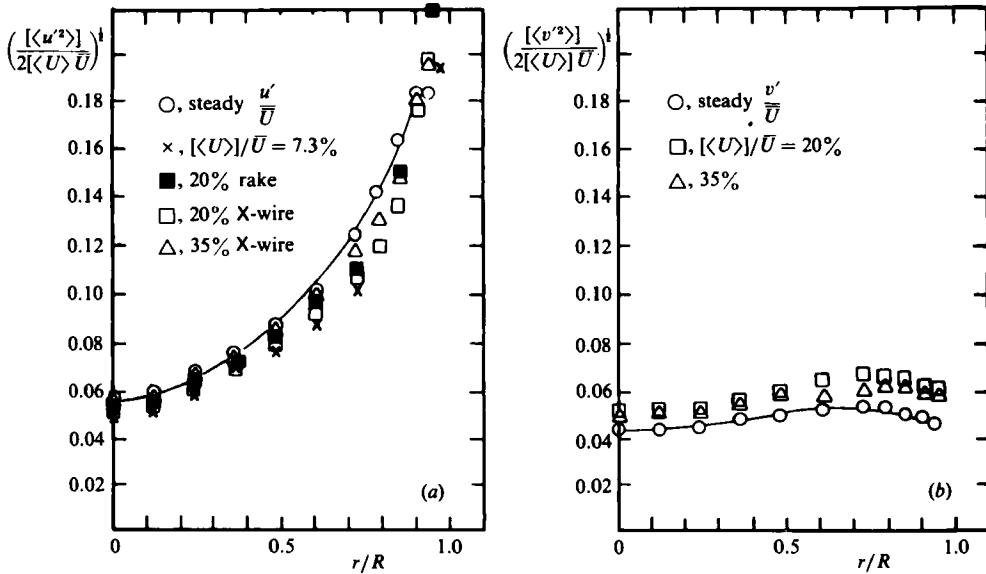 ([⟨u′²⟩] / 2[⟨U⟩ U̅])^½
0.18
0.16
0.14
0.12
0.10
0.08
0.06
0.04
0.02
○, steady u′/U̅
×, [⟨U⟩]/U̅ = 7.3%
■, 20% rake
□, 20% X-wire
△, 35% X-wire
(a)
0
0.5
1.0
r/R
([⟨v′²⟩] / 2[⟨U⟩] U̅)^½
0.18
0.16
0.14
0.12
0.10
0.08
0.06
0.04
0.02
○, steady v′/U̅
□, [⟨U⟩]/U̅ = 20%
△, 35%
(b)
0
0.5
1.0
r/R